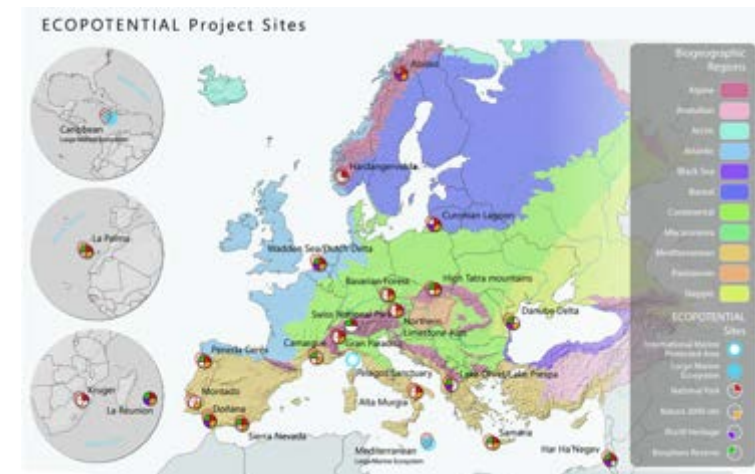 ECOPOTENTIAL Project Sites
Biogeographic
Regions
Alpine
Anatolian
Arctic
Atlantic
Black Sea
Boreal
Continental
Macaronesia
Mediterranean
Pannonian
Steppic
ECOPOTENTIAL
Sites
International Marine
Protected Area
Large Marine
Ecosystem
National Park
Natura 2000 site
World Heritage
Biosphere Reserve
Caribbean
Large Marine Ecosystem
La Palma
Kruger
La Réunion
Abisko
Hardangervidda
Curonian Lagoon
Wadden Sea/Dutch Delta
Bavarian Forest
High Tatra mountains
Swiss National Park
Northern
Limestone Alps
Danube Delta
Camargue
Gran Paradiso
Peneda Geres
Pelagos Sanctuary
Lake Ohrid/Lake Prespa
Montado
Alta Murgia
Doñana
Sierra Nevada
Samaria
Mediterranean
Large Marine Ecosystem
Har Ha'Negev